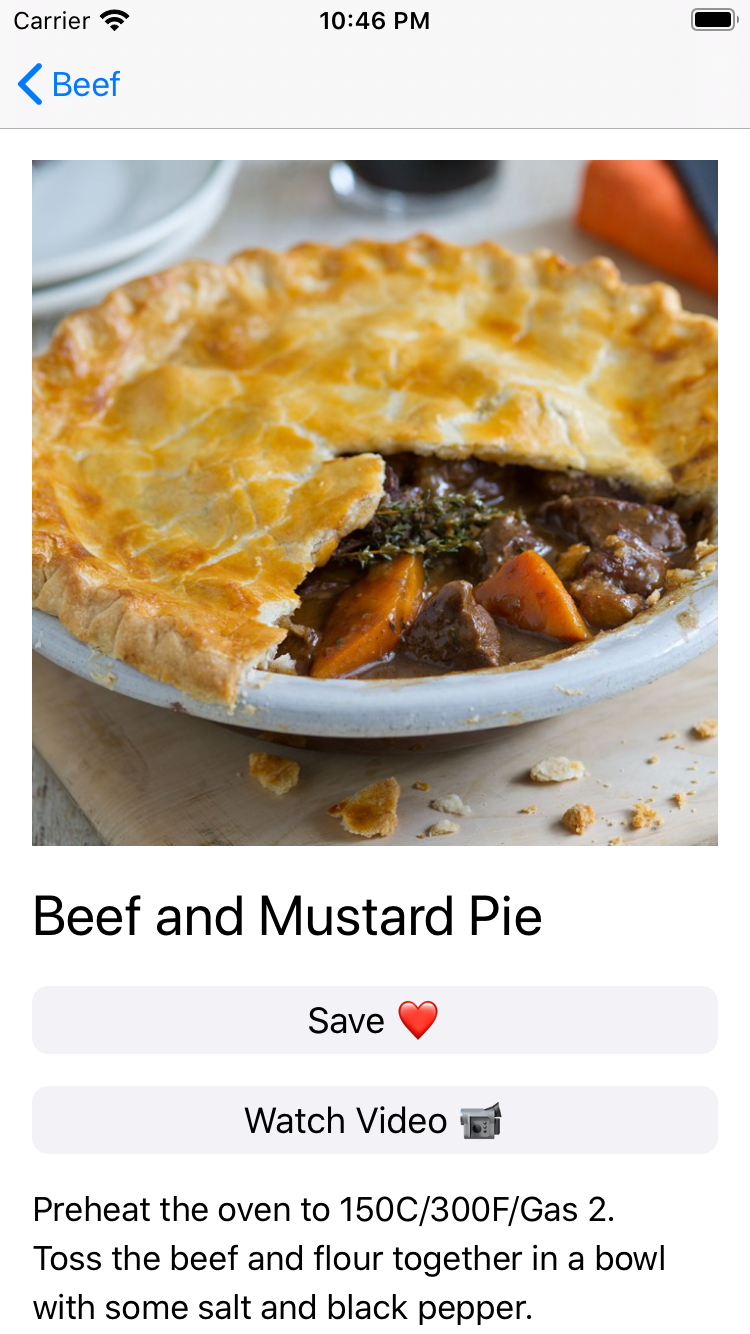 Carrier 10:46 PM
Beef
Beef and Mustard Pie
Save ❤️
Watch Video 📹
Preheat the oven to 150C/300F/Gas 2.
Toss the beef and flour together in a bowl
with some salt and black pepper.